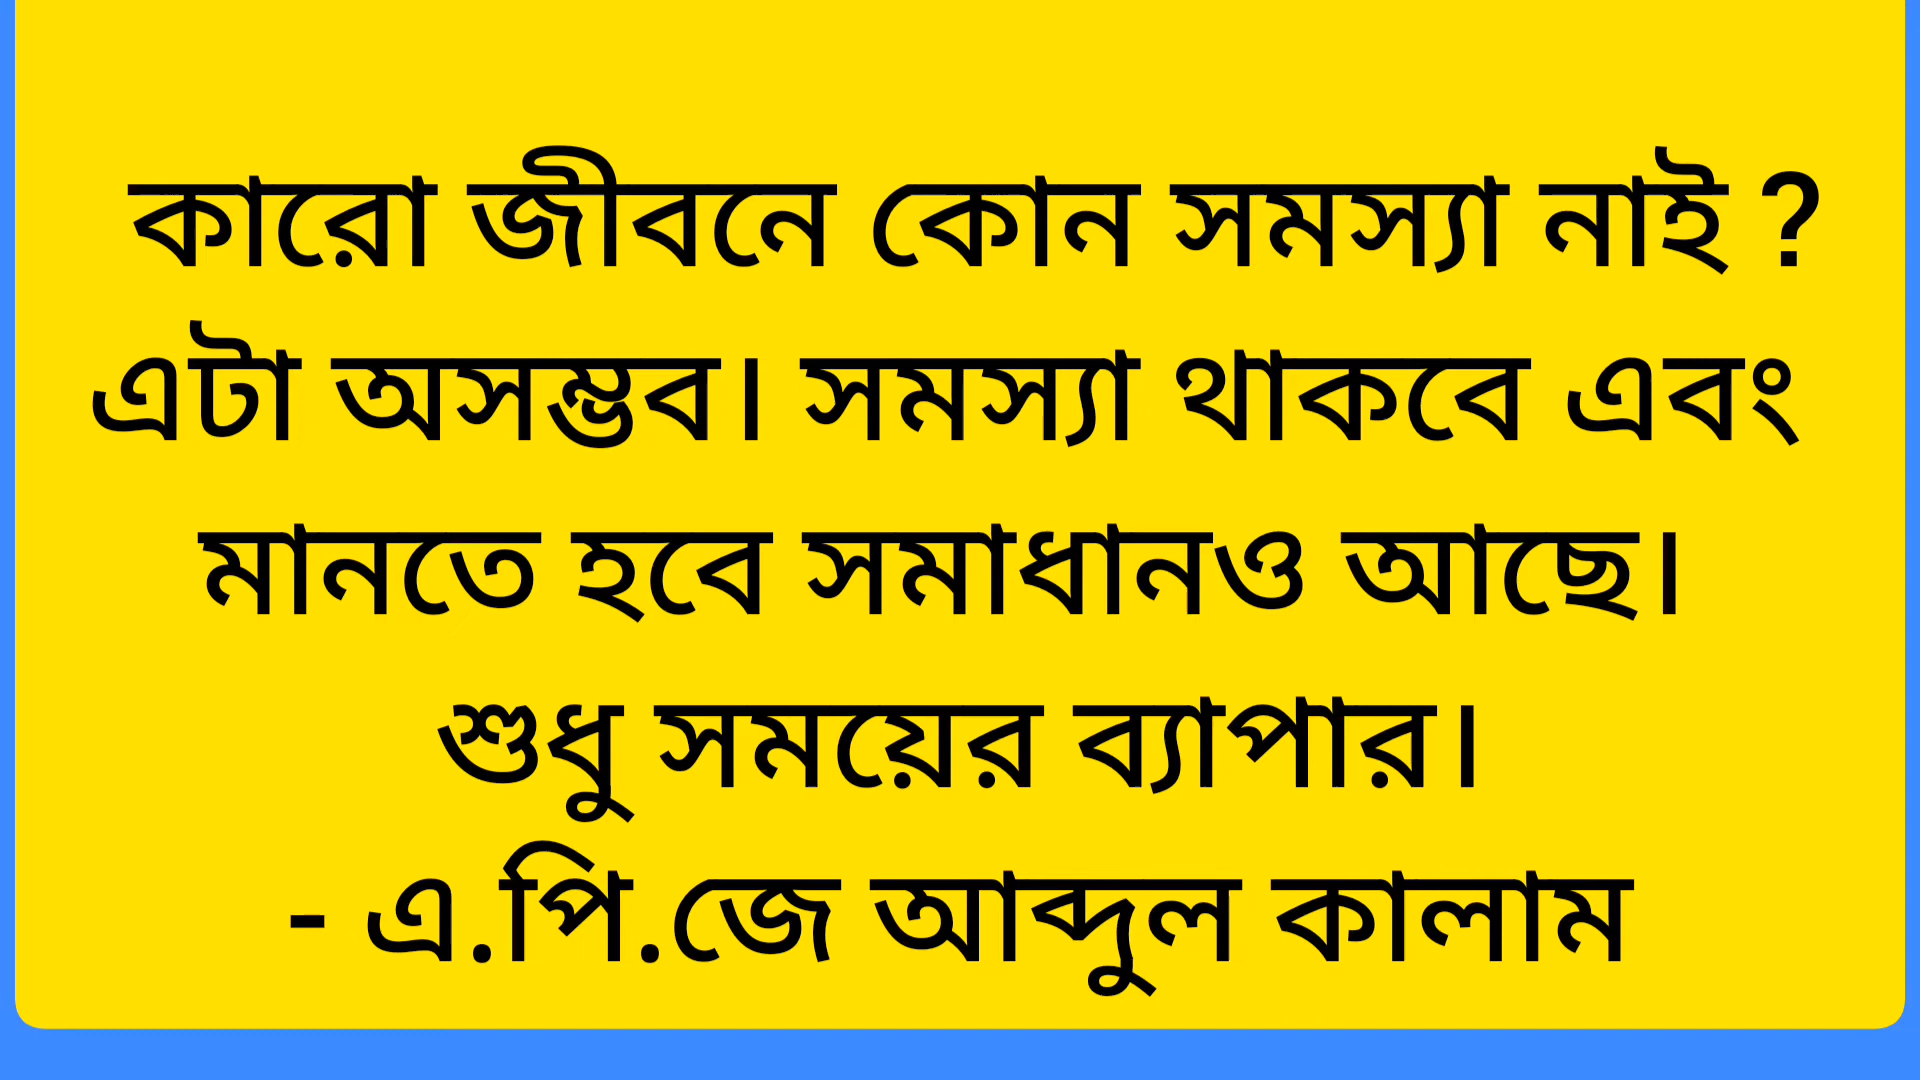 কারো জীবনে কোন সমস্যা নাই ?
এটা অসম্ভব। সমস্যা থাকবে এবং
মানতে হবে সমাধানও আছে।
শুধু সময়ের ব্যাপার।
- এ.পি.জে আব্দুল কালাম